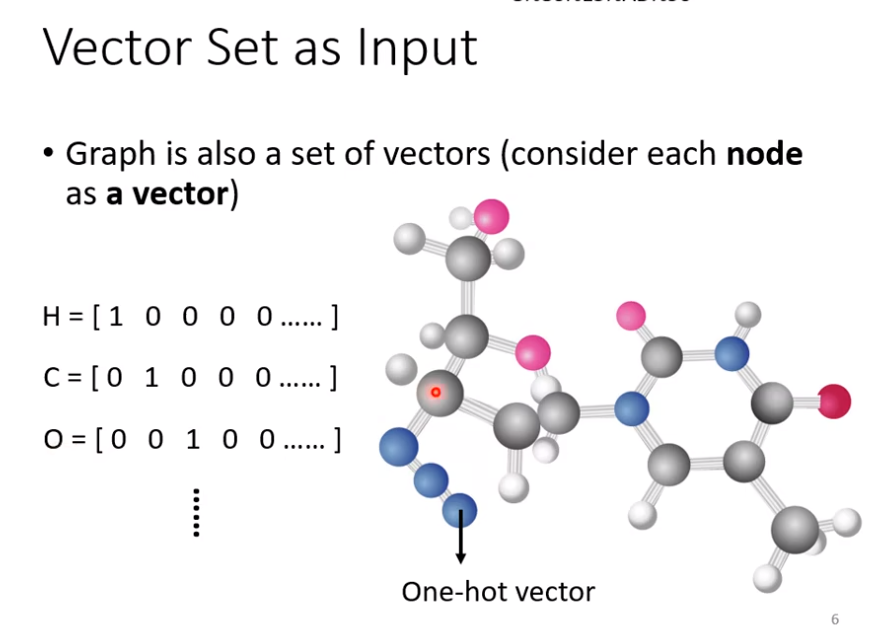 Vector Set as Input
• Graph is also a set of vectors (consider each node
as a vector)
H = [ 1 0 0 0 0 ...... ]
C = [ 0 1 0 0 0 ...... ]
O = [ 0 0 1 0 0 ...... ]
......
One-hot vector
6